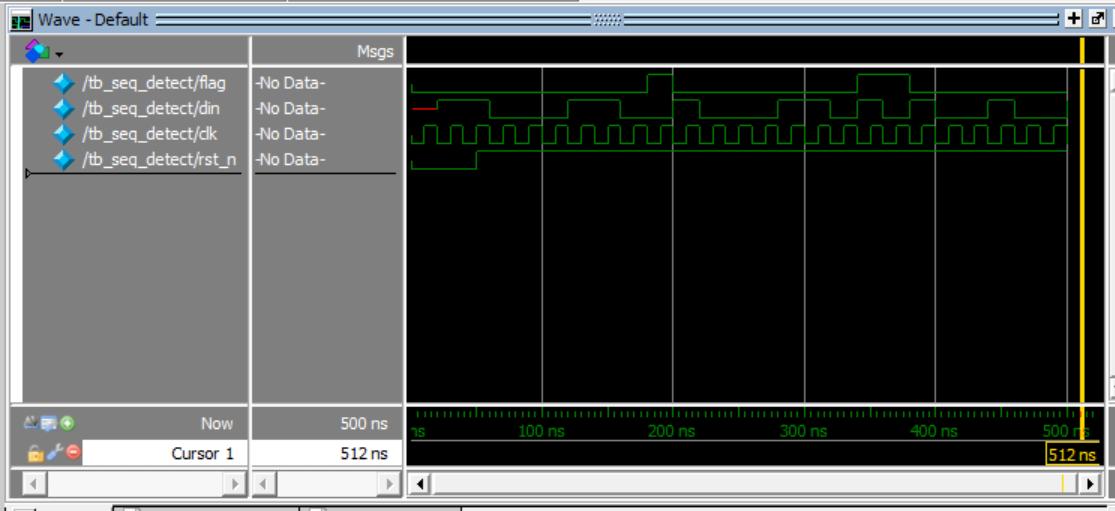 Wave - Default
Msgs
/tb_seq_detect/flag -No Data-
/tb_seq_detect/din -No Data-
/tb_seq_detect/clk -No Data-
/tb_seq_detect/rst_n -No Data-
Now 500 ns ns 100 ns 200 ns 300 ns 400 ns 500 ns
Cursor 1 512 ns 512 ns